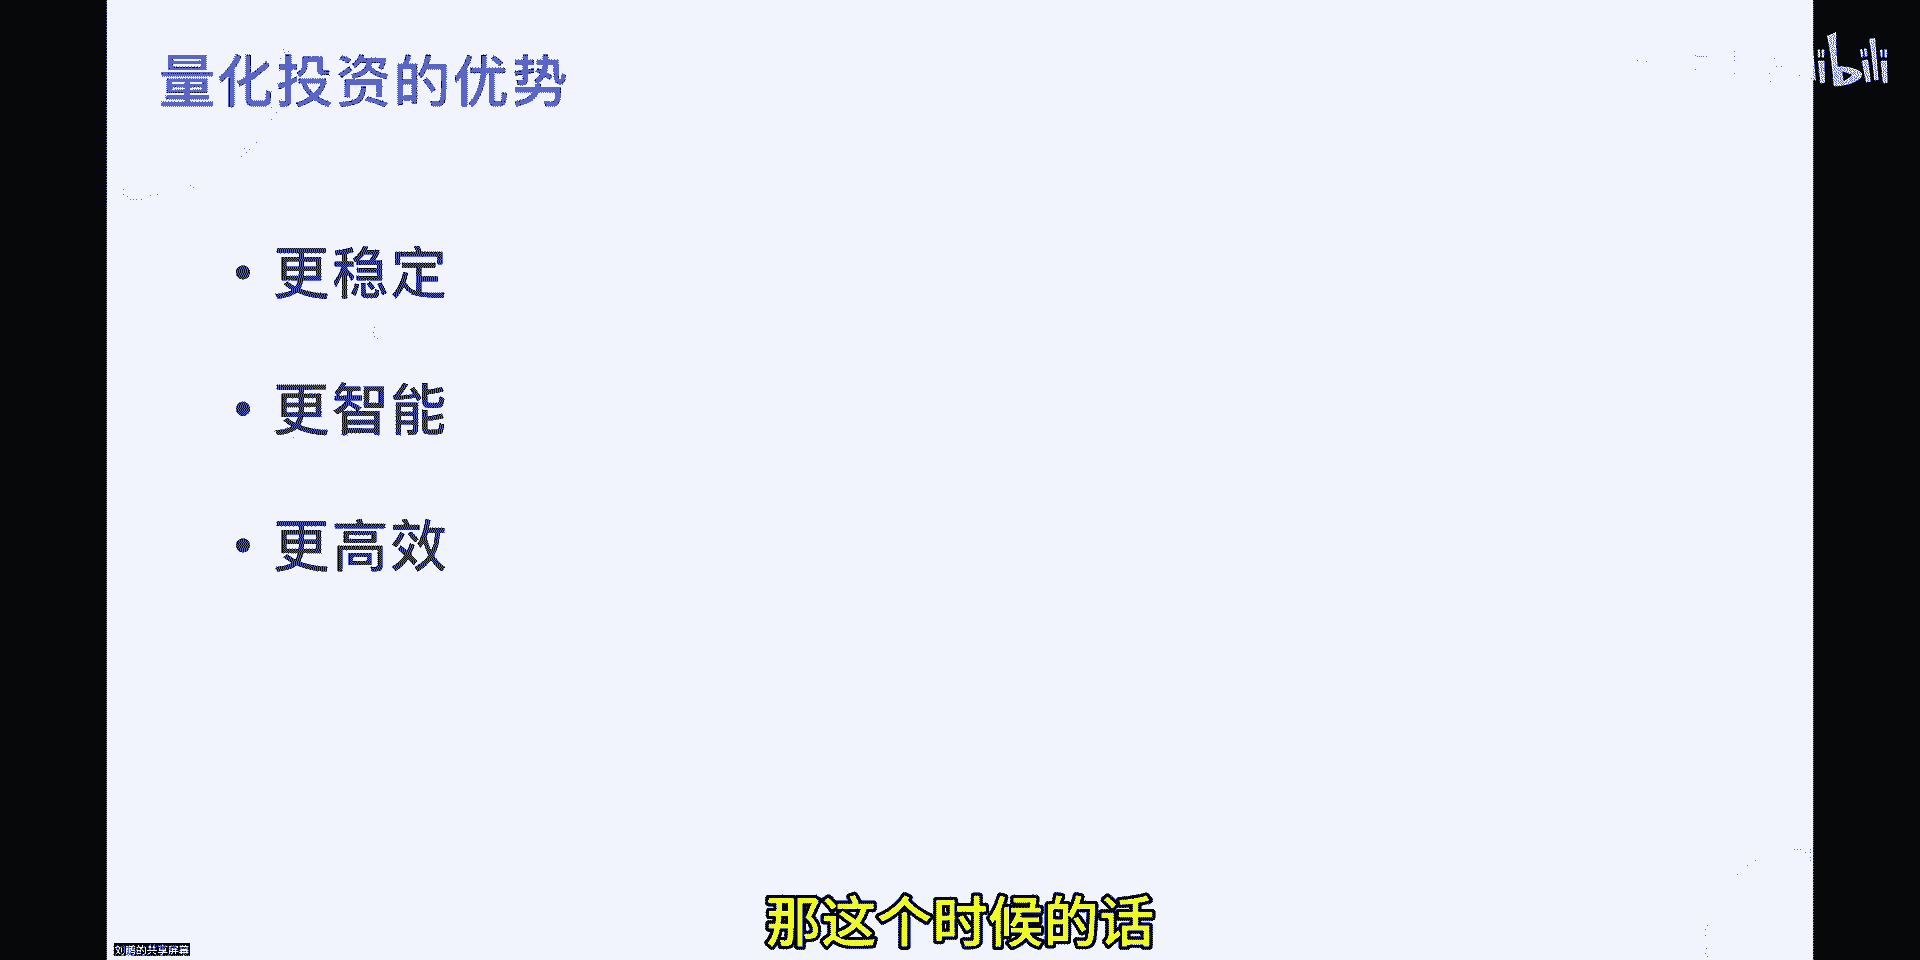 量化投资的优势
bili
• 更稳定
• 更智能
• 更高效
那这个时候的话
刘鹏的共享屏幕